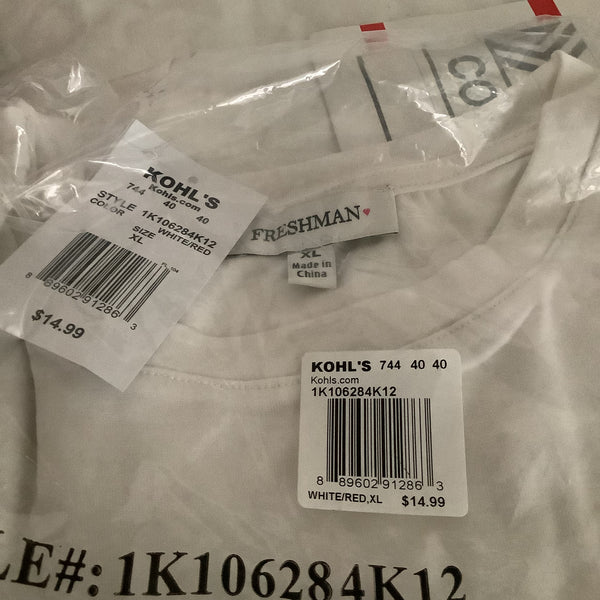 CO
KOHL'S
Kohls.com
744 40 40
STYLE 1K106284K12
COLOR WHITE/RED
SIZE
XL
8 89602 91286 3
$14.99
FRESHMAN
XL
Made in
China
KOHL'S 744 40 40
Kohls.com
1K106284K12
8 89602 91286 3
WHITE/RED,XL $14.99
LE#: 1K106284K12